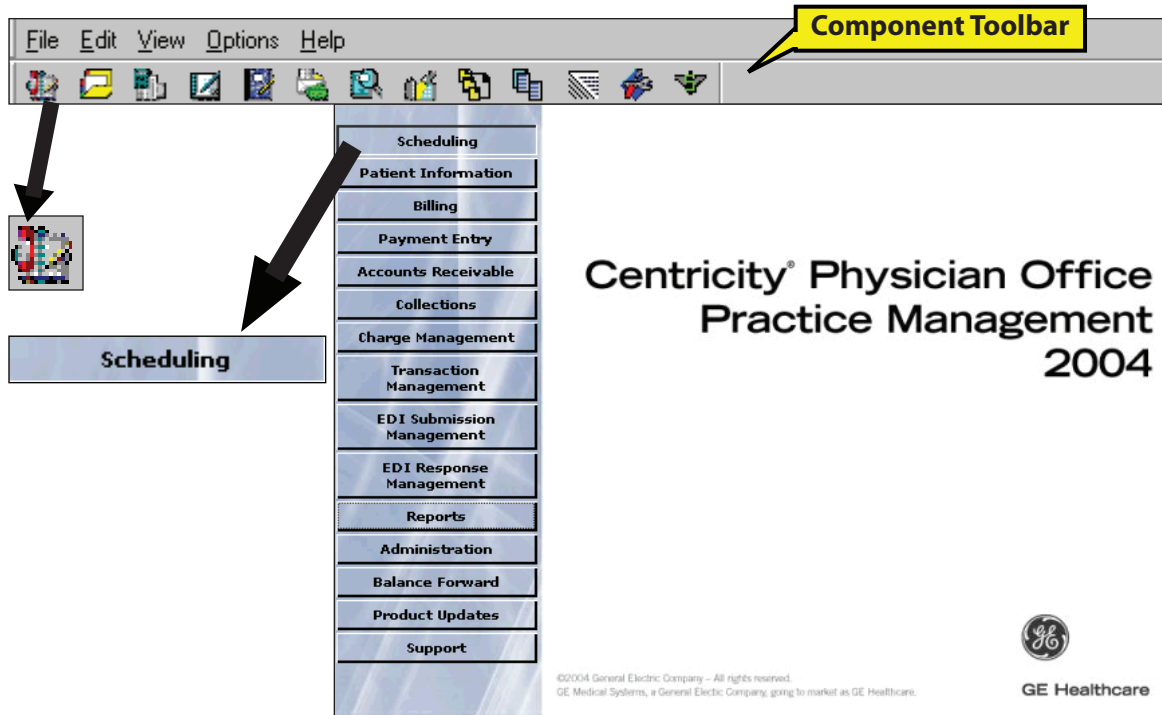 File Edit View Options Help
Component Toolbar
Scheduling
Patient Information
Billing
Payment Entry
Accounts Receivable
Collections
Charge Management
Transaction
Management
EDI Submission
Management
EDI Response
Management
Reports
Administration
Balance Forward
Product Updates
Support
Scheduling
Centricity® Physician Office
Practice Management
2004
©2004 General Electric Company – All rights reserved.
GE Medical Systems, a General Electic Company, going to market as GE Healthcare.
GE
GE Healthcare